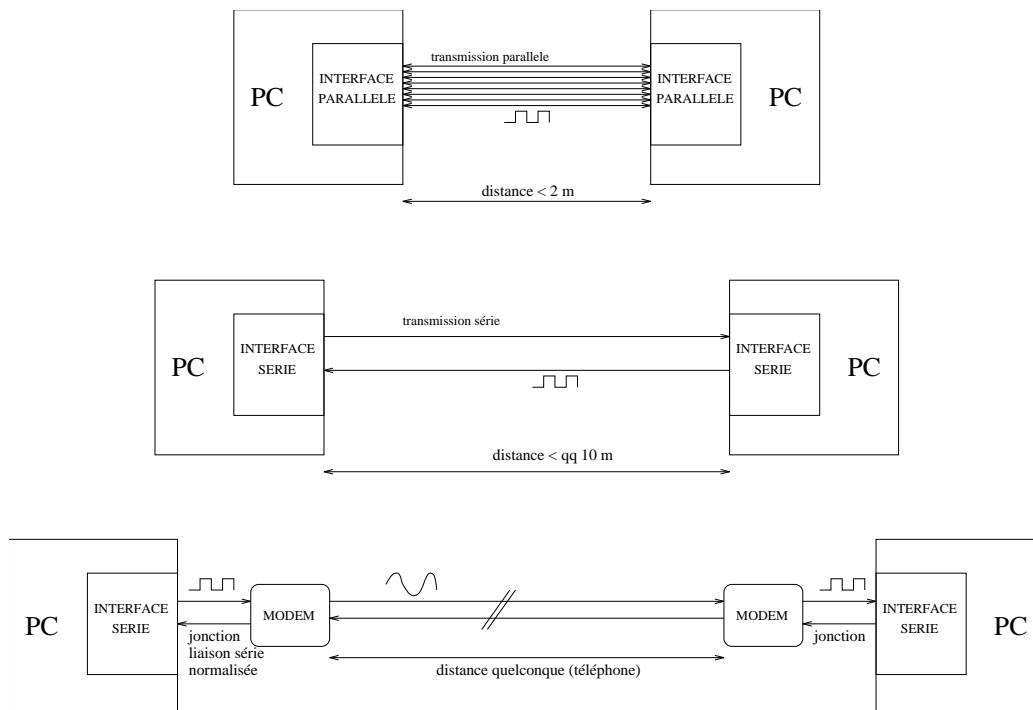 transmission parallele
PC
INTERFACE
PARALLELE
INTERFACE
PARALLELE
PC
distance < 2 m
transmission série
PC
INTERFACE
SERIE
INTERFACE
SERIE
PC
distance < qq 10 m
PC
INTERFACE
SERIE
MODEM
jonction
liaison série
normalisée
distance quelconque (téléphone)
MODEM
jonction
INTERFACE
SERIE
PC